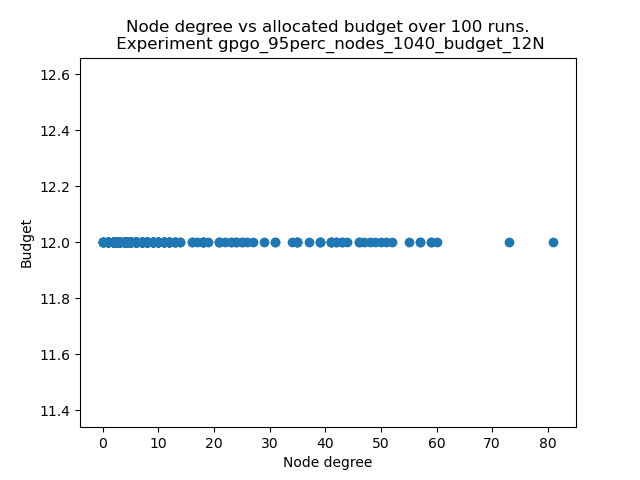 Node degree vs allocated budget over 100 runs.
Experiment gpgo_95perc_nodes_1040_budget_12N
12.6
12.4
12.2
12.0
11.8
11.6
11.4
Budget
0 10 20 30 40 50 60 70 80
Node degree